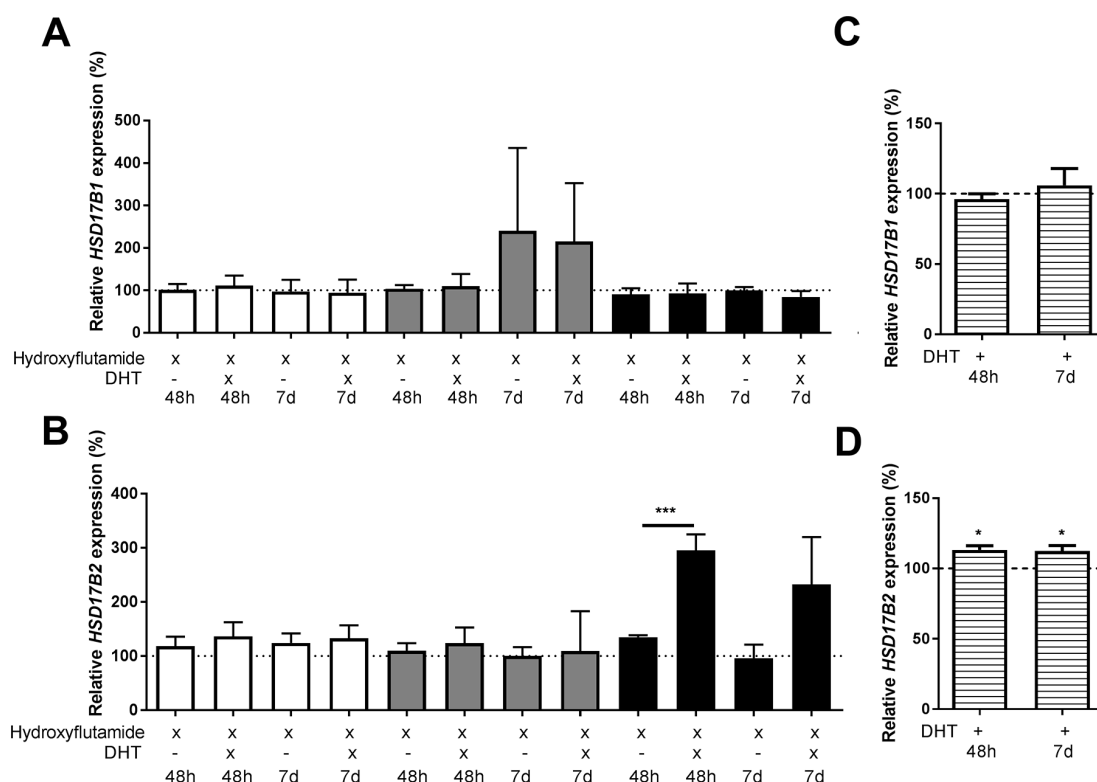 A
Relative HSD17B1 expression (%)
500
400
300
200
100
0
Hydroxyflutamide x x x x x x x x x x x x
DHT - x - x - x - x - x - x
48h 48h 7d 7d 48h 48h 7d 7d 48h 48h 7d 7d
B
Relative HSD17B2 expression (%)
400
300
200
100
0
***
Hydroxyflutamide x x x x x x x x x x x x
DHT - x - x - x - x - x - x
48h 48h 7d 7d 48h 48h 7d 7d 48h 48h 7d 7d
C
Relative HSD17B1 expression (%)
150
100
50
0
DHT + +
48h 7d
D
Relative HSD17B2 expression (%)
150
100
50
0
* *
DHT + +
48h 7d